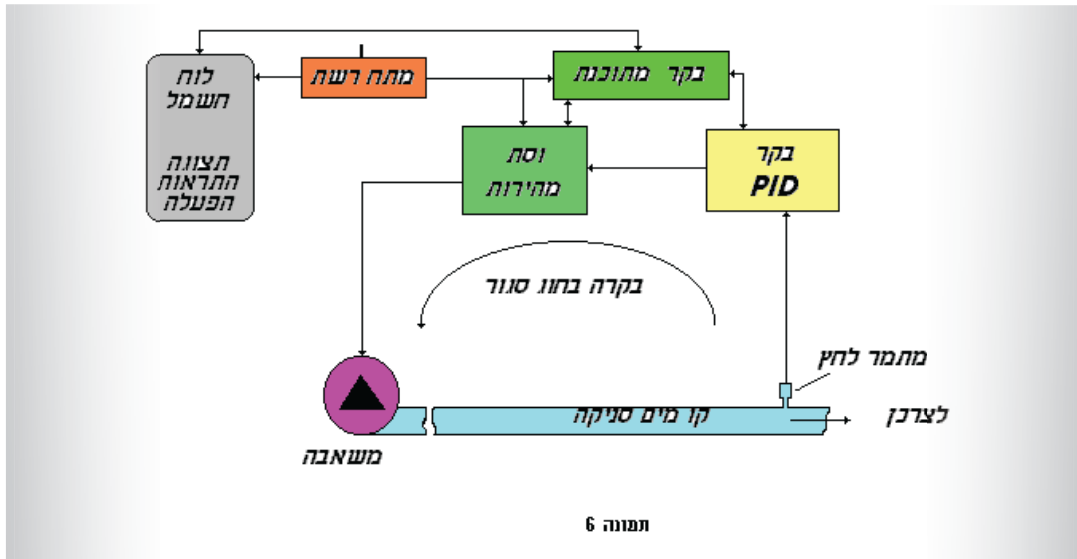 לוח
חשמל
תצוגה
התראות
הפעלה
מתח רשת
בקר מתוכנת
וסת
מהירות
בקר
PID
בקרה בחוג סגור
מתמר לחץ
קו מים סניקה
לצרכן
משאבה
תמונה 6